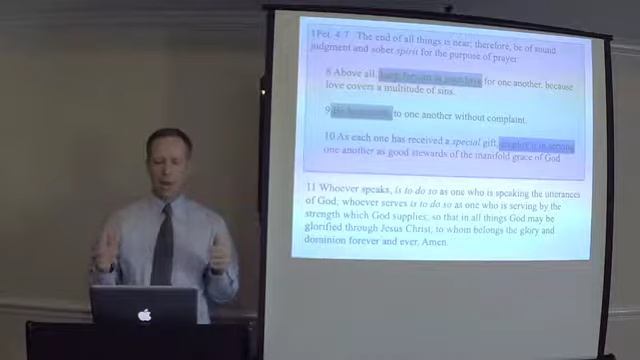 1Pet. 4:7 The end of all things is near; therefore, be of sound
judgment and sober spirit for the purpose of prayer
8 Above all, keep fervent in your love for one another, because
love covers a multitude of sins.
9 Be hospitable to one another without complaint.
10 As each one has received a special gift, employ it in serving
one another as good stewards of the manifold grace of God
11 Whoever speaks, is to do so as one who is speaking the utterances
of God; whoever serves is to do so as one who is serving by the
strength which God supplies; so that in all things God may be
glorified through Jesus Christ, to whom belongs the glory and
dominion forever and ever. Amen.